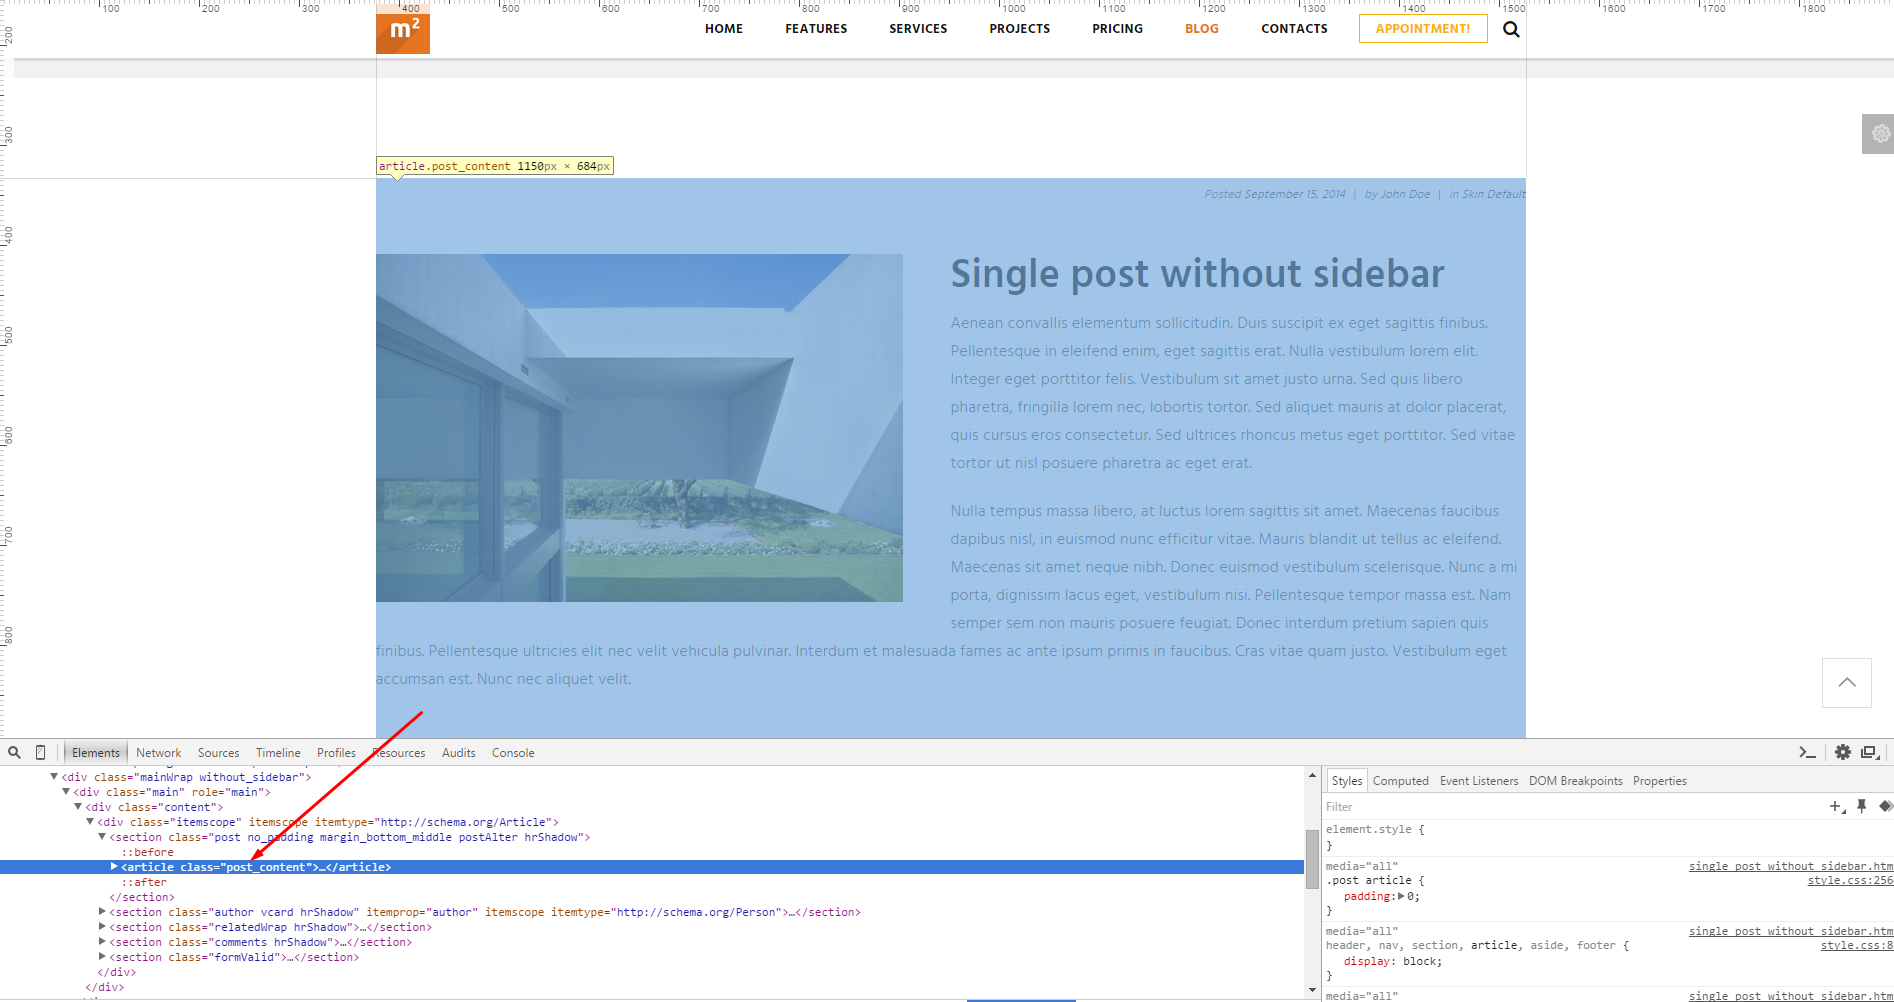 100 200 300 400 500 600 700 800 900 1000 1100 1200 1300 1400 1500 1600 1700 1800
200
300
400
500
600
700
800
m²
HOME FEATURES SERVICES PROJECTS PRICING BLOG CONTACTS APPOINTMENT!
article.post_content 1150px × 684px
Posted September 15, 2014 | by John Doe | in Skin Default
Single post without sidebar
Aenean convallis elementum sollicitudin. Duis suscipit ex eget sagittis finibus.
Pellentesque in eleifend enim, eget sagittis erat. Nulla vestibulum lorem elit.
Integer eget porttitor felis. Vestibulum sit amet justo urna. Sed quis libero
pharetra, fringilla lorem nec, lobortis tortor. Sed aliquet mauris at dolor placerat,
quis cursus eros consectetur. Sed ultrices rhoncus metus eget porttitor. Sed vitae
tortor ut nisl posuere pharetra ac eget erat.
Nulla tempus massa libero, at luctus lorem sagittis sit amet. Maecenas faucibus
dapibus nisl, in euismod nunc efficitur vitae. Mauris blandit ut tellus ac eleifend.
Maecenas sit amet neque nibh. Donec euismod vestibulum scelerisque. Nunc a mi
porta, dignissim lacus eget, vestibulum nisi. Pellentesque tempor massa est. Nam
semper sem non mauris posuere feugiat. Donec interdum pretium sapien quis
finibus. Pellentesque ultricies elit nec velit vehicula pulvinar. Interdum et malesuada fames ac ante ipsum primis in faucibus. Cras vitae quam justo. Vestibulum eget
accumsan est. Nunc nec aliquet velit.
Elements Network Sources Timeline Profiles Resources Audits Console
<div class="mainWrap without_sidebar">
<div class="main" role="main">
<div class="content">
<div class="itemscope" itemscope itemtype="http://schema.org/Article">
<section class="post no_padding margin_bottom_middle postAlter hrShadow">
::before
<article class="post_content">…</article>
::after
</section>
<section class="author vcard hrShadow" itemprop="author" itemscope itemtype="http://schema.org/Person">…</section>
<section class="relatedWrap hrShadow">…</section>
<section class="comments hrShadow">…</section>
<section class="formValid">…</section>
</div>
</div>
Styles Computed Event Listeners DOM Breakpoints Properties
Filter
element.style {
}
media="all" single post without sidebar.htm
.post article { style.css:256
padding: 0;
}
media="all" single post without sidebar.htm
header, nav, section, article, aside, footer { style.css:8
display: block;
}
media="all" single post without sidebar.htm